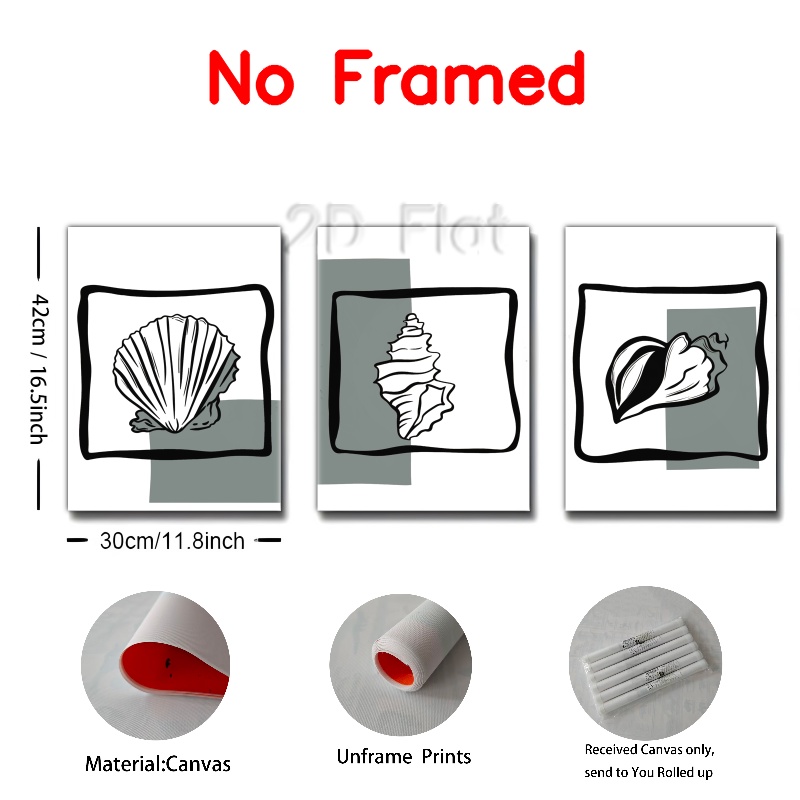 No Framed
2D Flat
42cm / 16.5inch
30cm/11.8inch
Material:Canvas
Unframe Prints
Received Canvas only,
send to You Rolled up